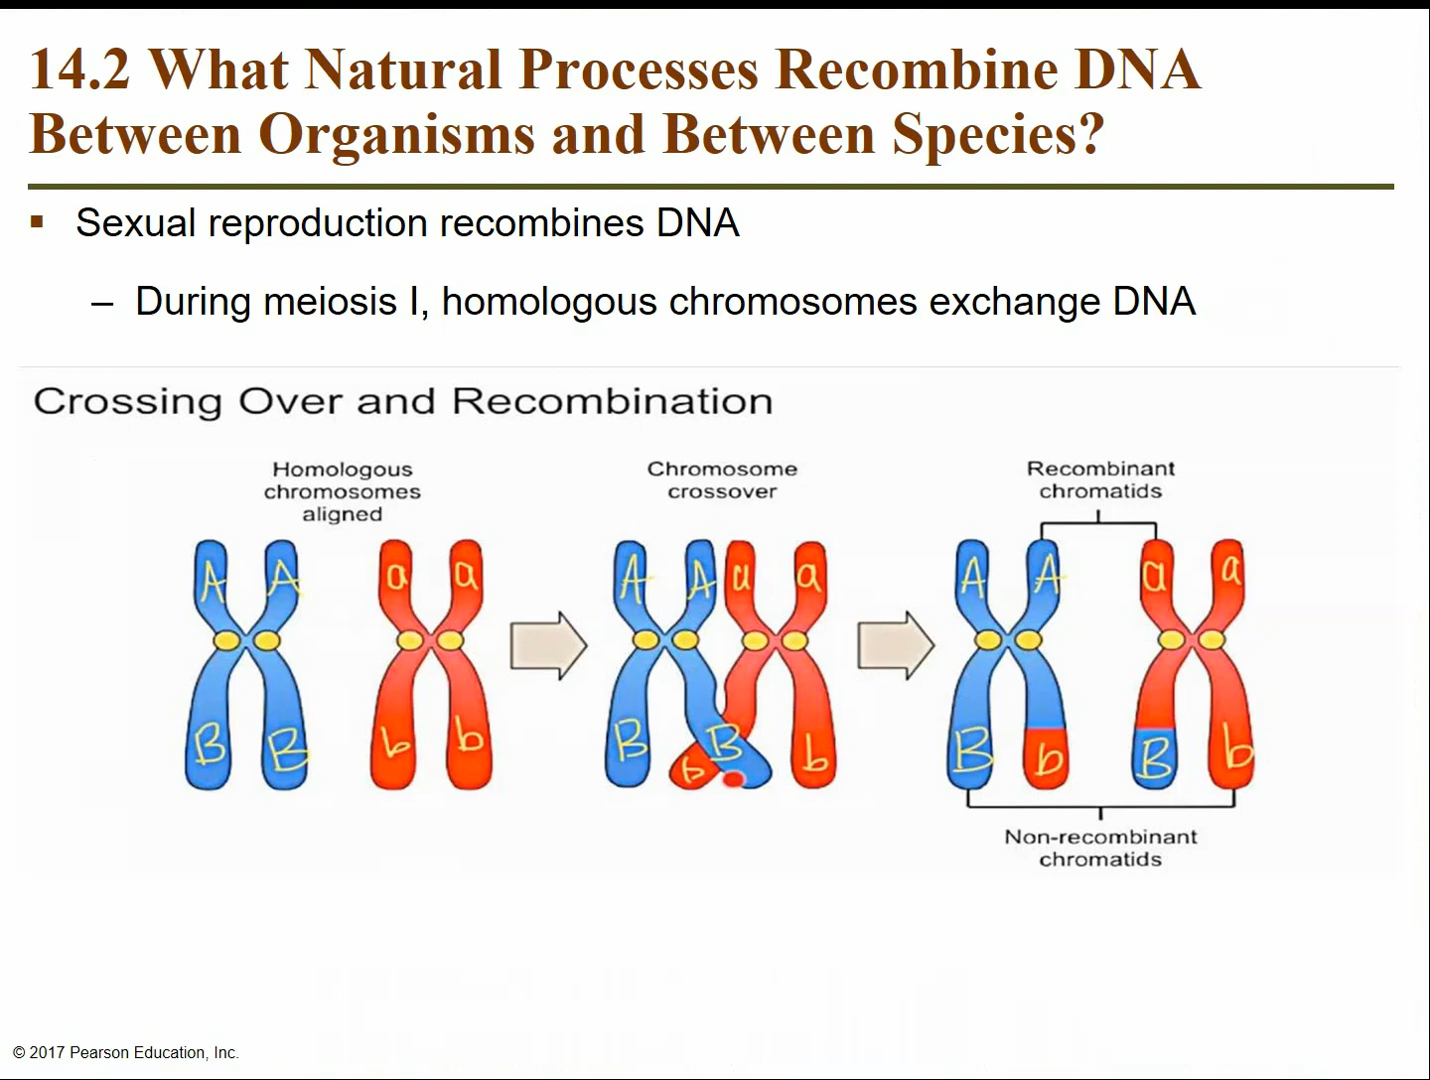 14.2 What Natural Processes Recombine DNA
Between Organisms and Between Species?
▪ Sexual reproduction recombines DNA
– During meiosis I, homologous chromosomes exchange DNA
Crossing Over and Recombination
Homologous
chromosomes
aligned
Chromosome
crossover
Recombinant
chromatids
A A a a
A A a a
A A a a
B B b b
B b B b
B b B b
Non-recombinant
chromatids
© 2017 Pearson Education, Inc.